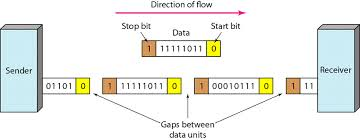 Direction of flow
Stop bit Start bit
Data
1 11111011 0
Sender
Receiver
01101 0 1 11111011 0 1 00010111 0 1 11
Gaps between
data units